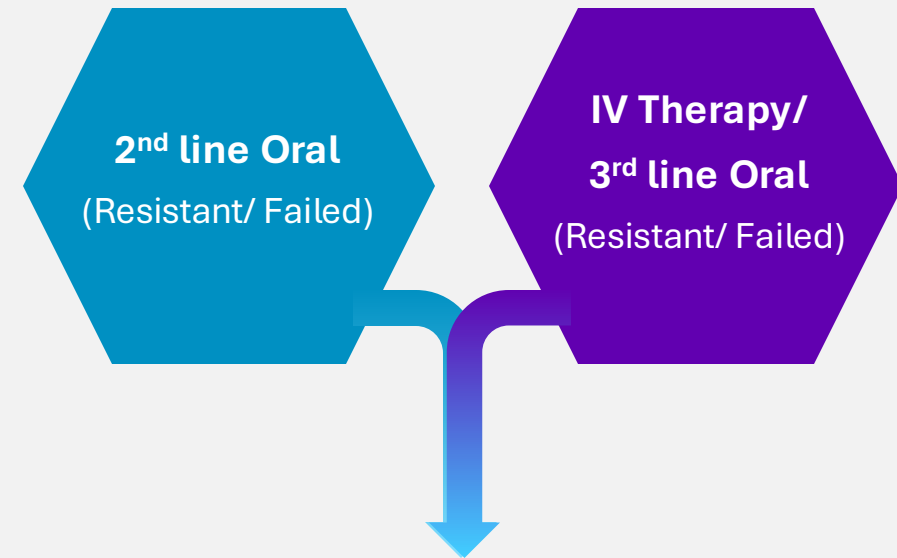 2nd line Oral
(Resistant/ Failed)
IV Therapy/
3rd line Oral
(Resistant/ Failed)